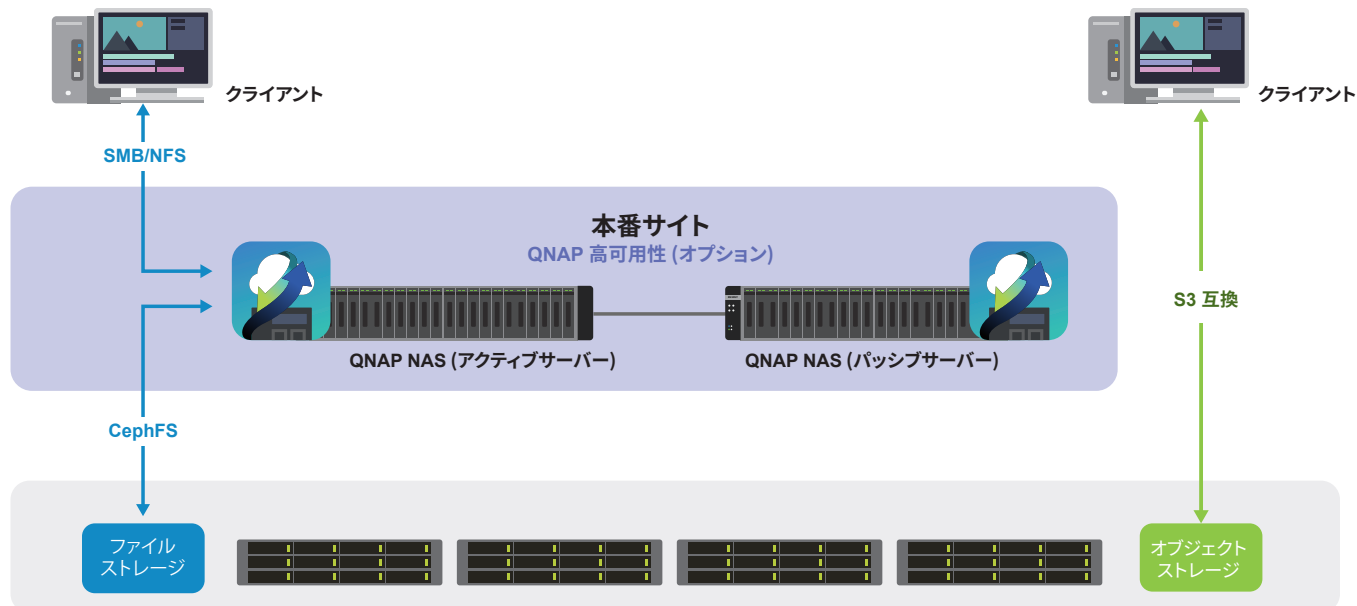 クライアント
クライアント
SMB/NFS
本番サイト
QNAP 高可用性 (オプション)
S3 互換
QNAP NAS (アクティブサーバー)
QNAP NAS (パッシブサーバー)
CephFS
ファイル
ストレージ
オブジェクト
ストレージ